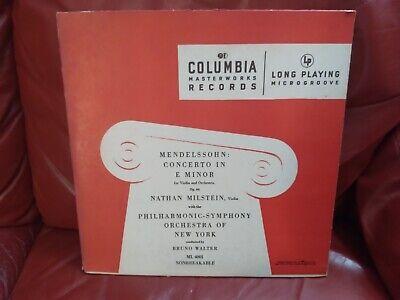 COLUMBIA
MASTERWORKS
RECORDS
LP
LONG PLAYING
MICROGROOVE
MENDELSSOHN:
CONCERTO IN
E MINOR
for Violin and Orchestra,
Op. 64
NATHAN MILSTEIN, Violin
with the
PHILHARMONIC-SYMPHONY
ORCHESTRA OF
NEW YORK
conducted by
BRUNO WALTER
ML 4001
NONBREAKABLE